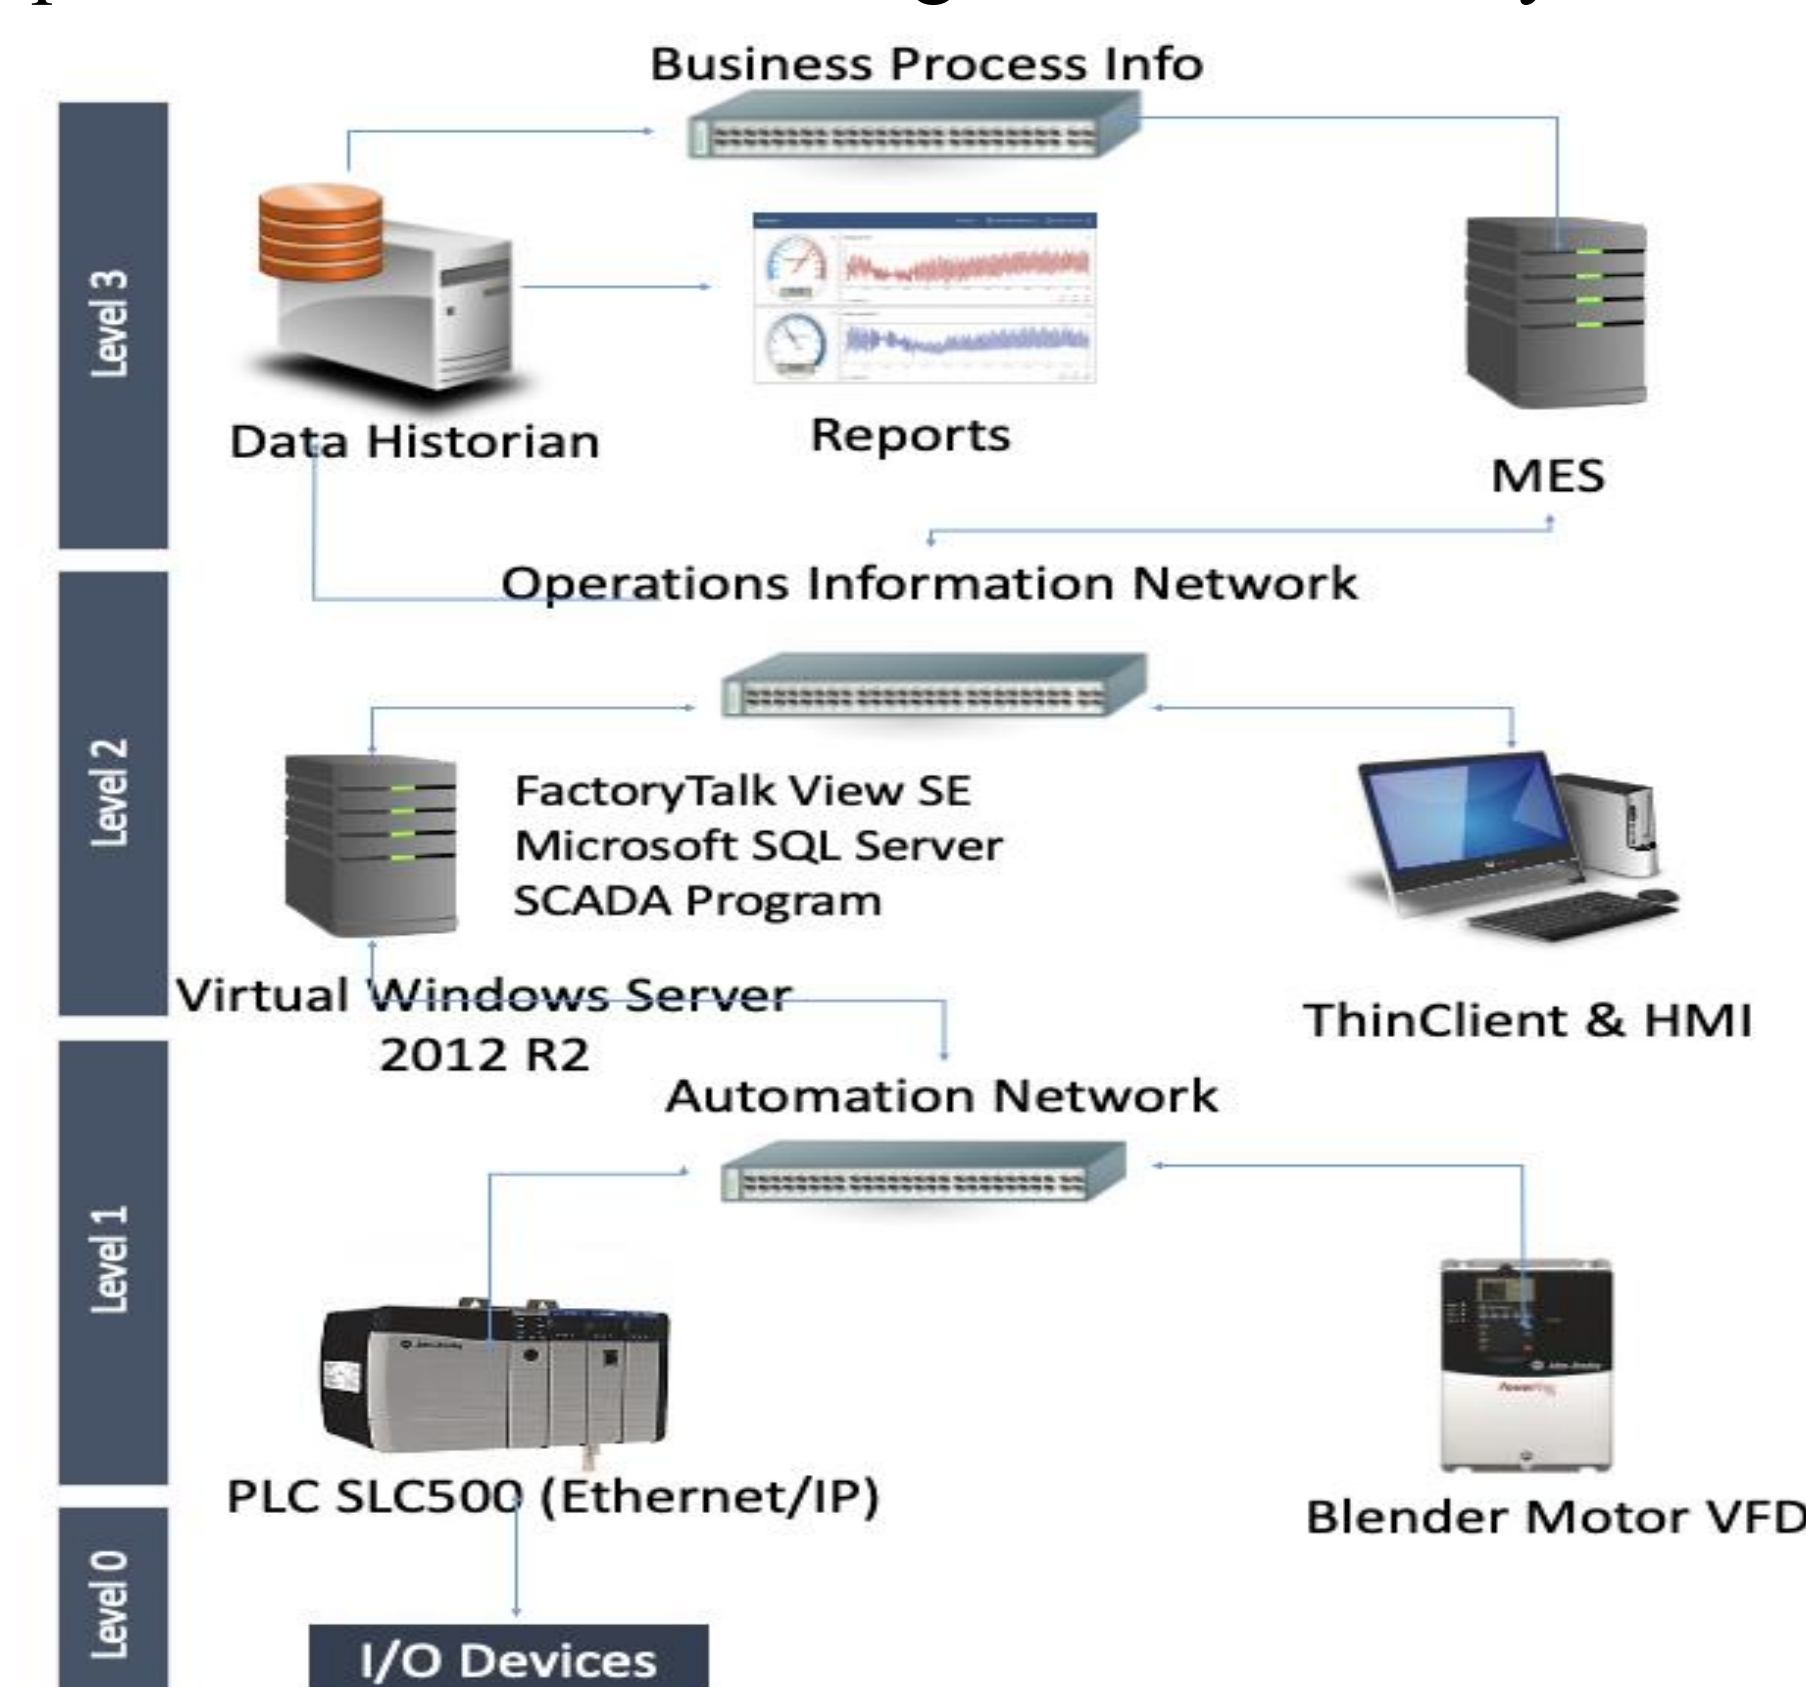 Business Process Info
Level 3
Data Historian
Reports
MES
Operations Information Network
Level 2
FactoryTalk View SE
Microsoft SQL Server
SCADA Program
Virtual Windows Server
2012 R2
ThinClient & HMI
Automation Network
Level 1
PLC SLC500 (Ethernet/IP)
Blender Motor VFD
Level 0
I/O Devices